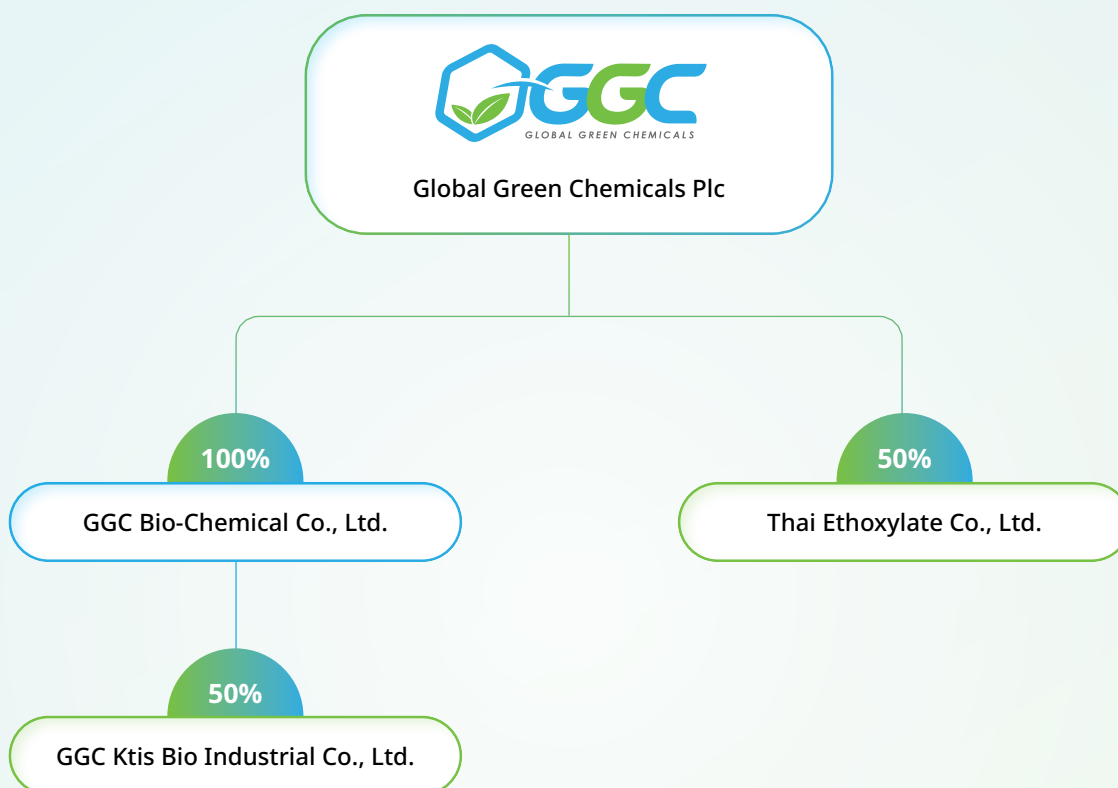 GGC
GLOBAL GREEN CHEMICALS
Global Green Chemicals Plc
100%
GGC Bio-Chemical Co., Ltd.
50%
Thai Ethoxylate Co., Ltd.
50%
GGC Ktis Bio Industrial Co., Ltd.